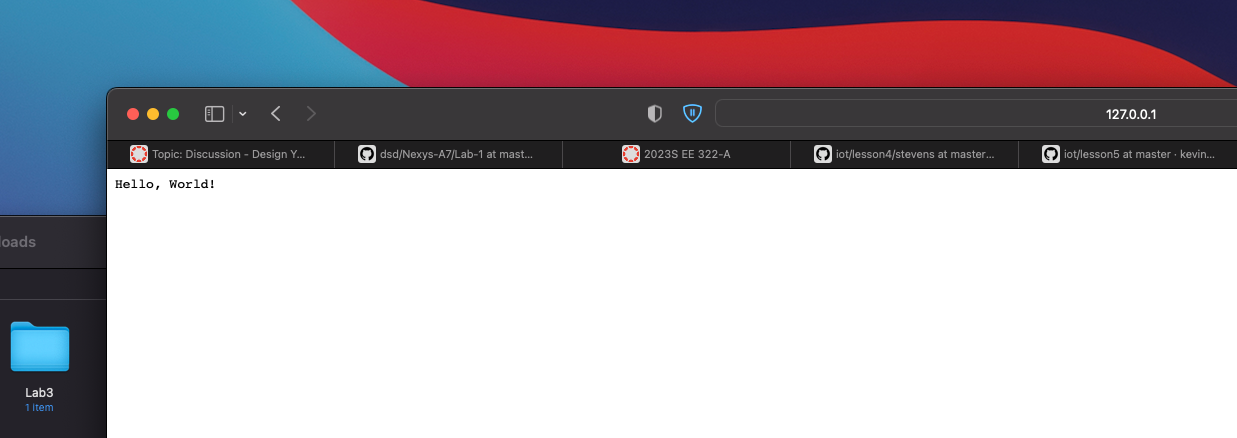 127.0.0.1
Topic: Discussion - Design Y...
dsd/Nexys-A7/Lab-1 at mast...
2023S EE 322-A
iot/lesson4/stevens at master...
iot/lesson5 at master · kevin...
Hello, World!
loads
Lab3
1 item